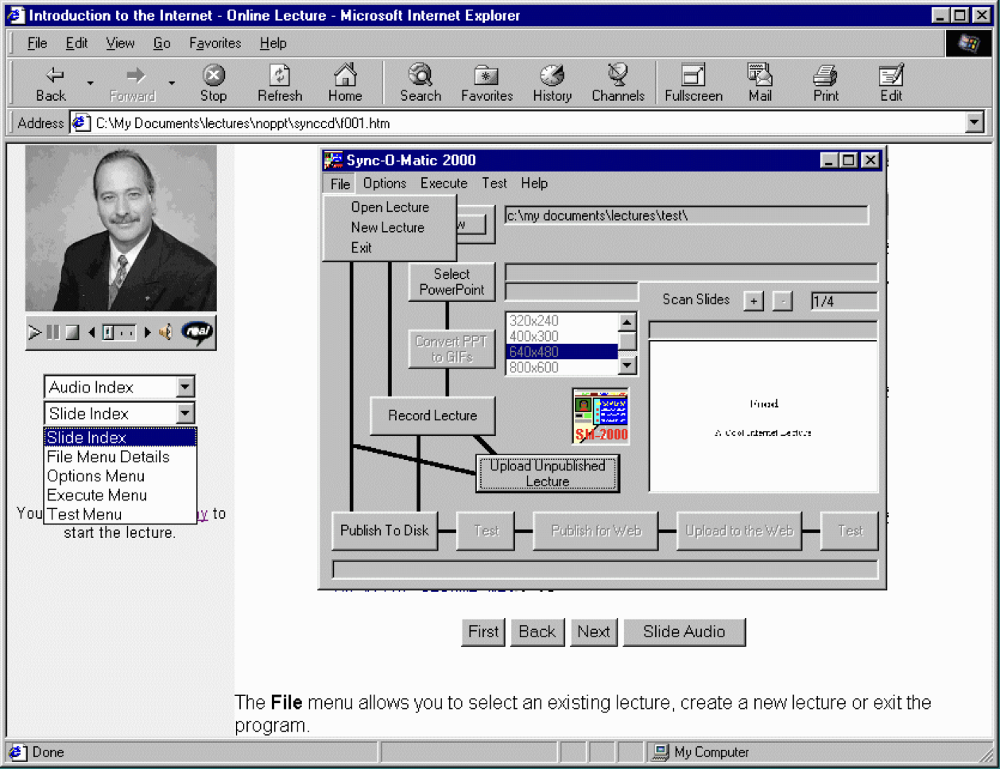 Introduction to the Internet - Online Lecture - Microsoft Internet Explorer
File Edit View Go Favorites Help
Back Forward Stop Refresh Home Search Favorites History Channels Fullscreen Mail Print Edit
Address C:\My Documents\lectures\noppt\synccd\f001.htm
real
Audio Index
Slide Index
Slide Index
File Menu Details
Options Menu
Execute Menu
Test Menu
You to
start the lecture.
Sync-O-Matic 2000
File Options Execute Test Help
Open Lecture
New Lecture
Exit
c:\my documents\lectures\test\
Select
PowerPoint
Scan Slides + - 1/4
Convert PPT
to GIFs
320x240
400x300
640x480
800x600
Record Lecture
SM-2000
A Cool Internet Lecture
Upload Unpublished
Lecture
Publish To Disk Test Publish for Web Upload to the Web Test
First Back Next Slide Audio
The File menu allows you to select an existing lecture, create a new lecture or exit the
program.
Done My Computer